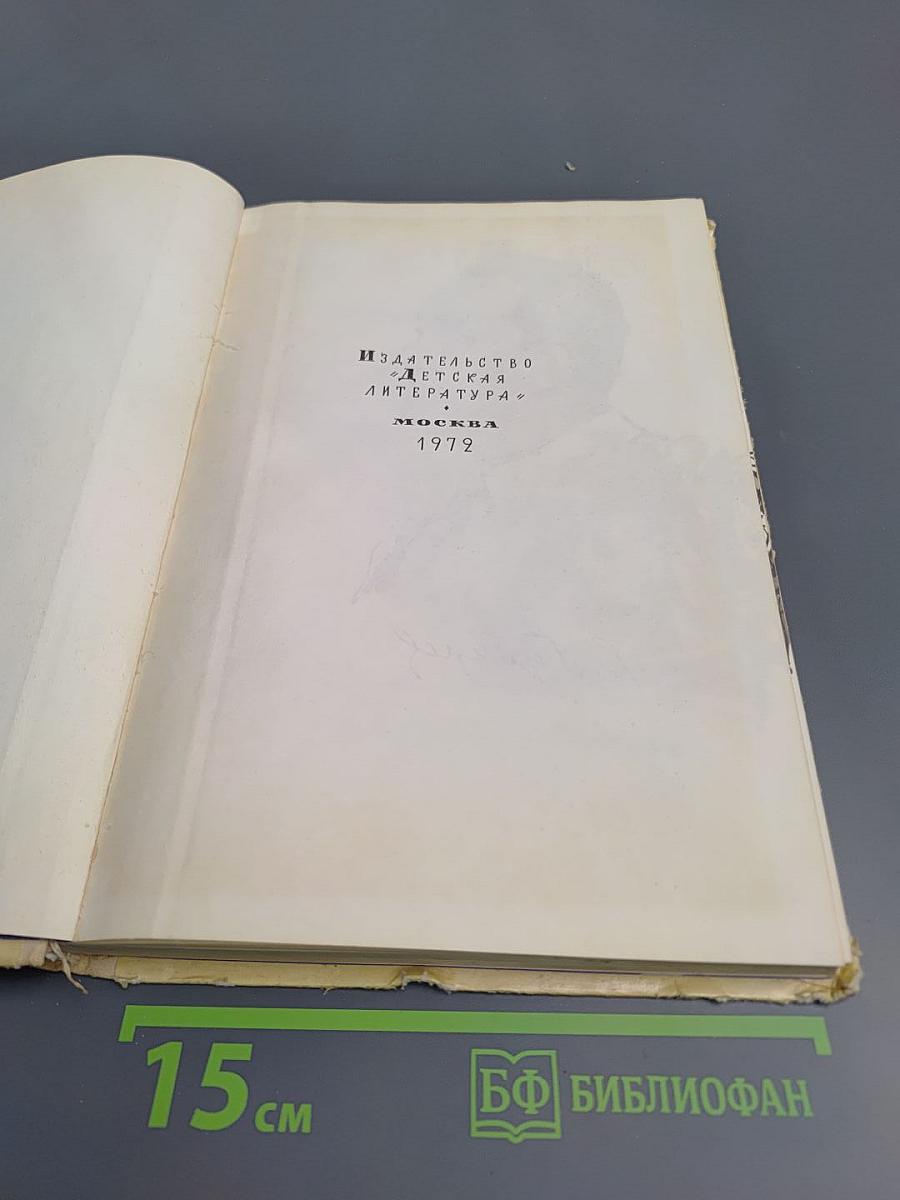 Издательство
"Детская
литература"
Москва
1972
15 см
БФ БИБЛИОФАН